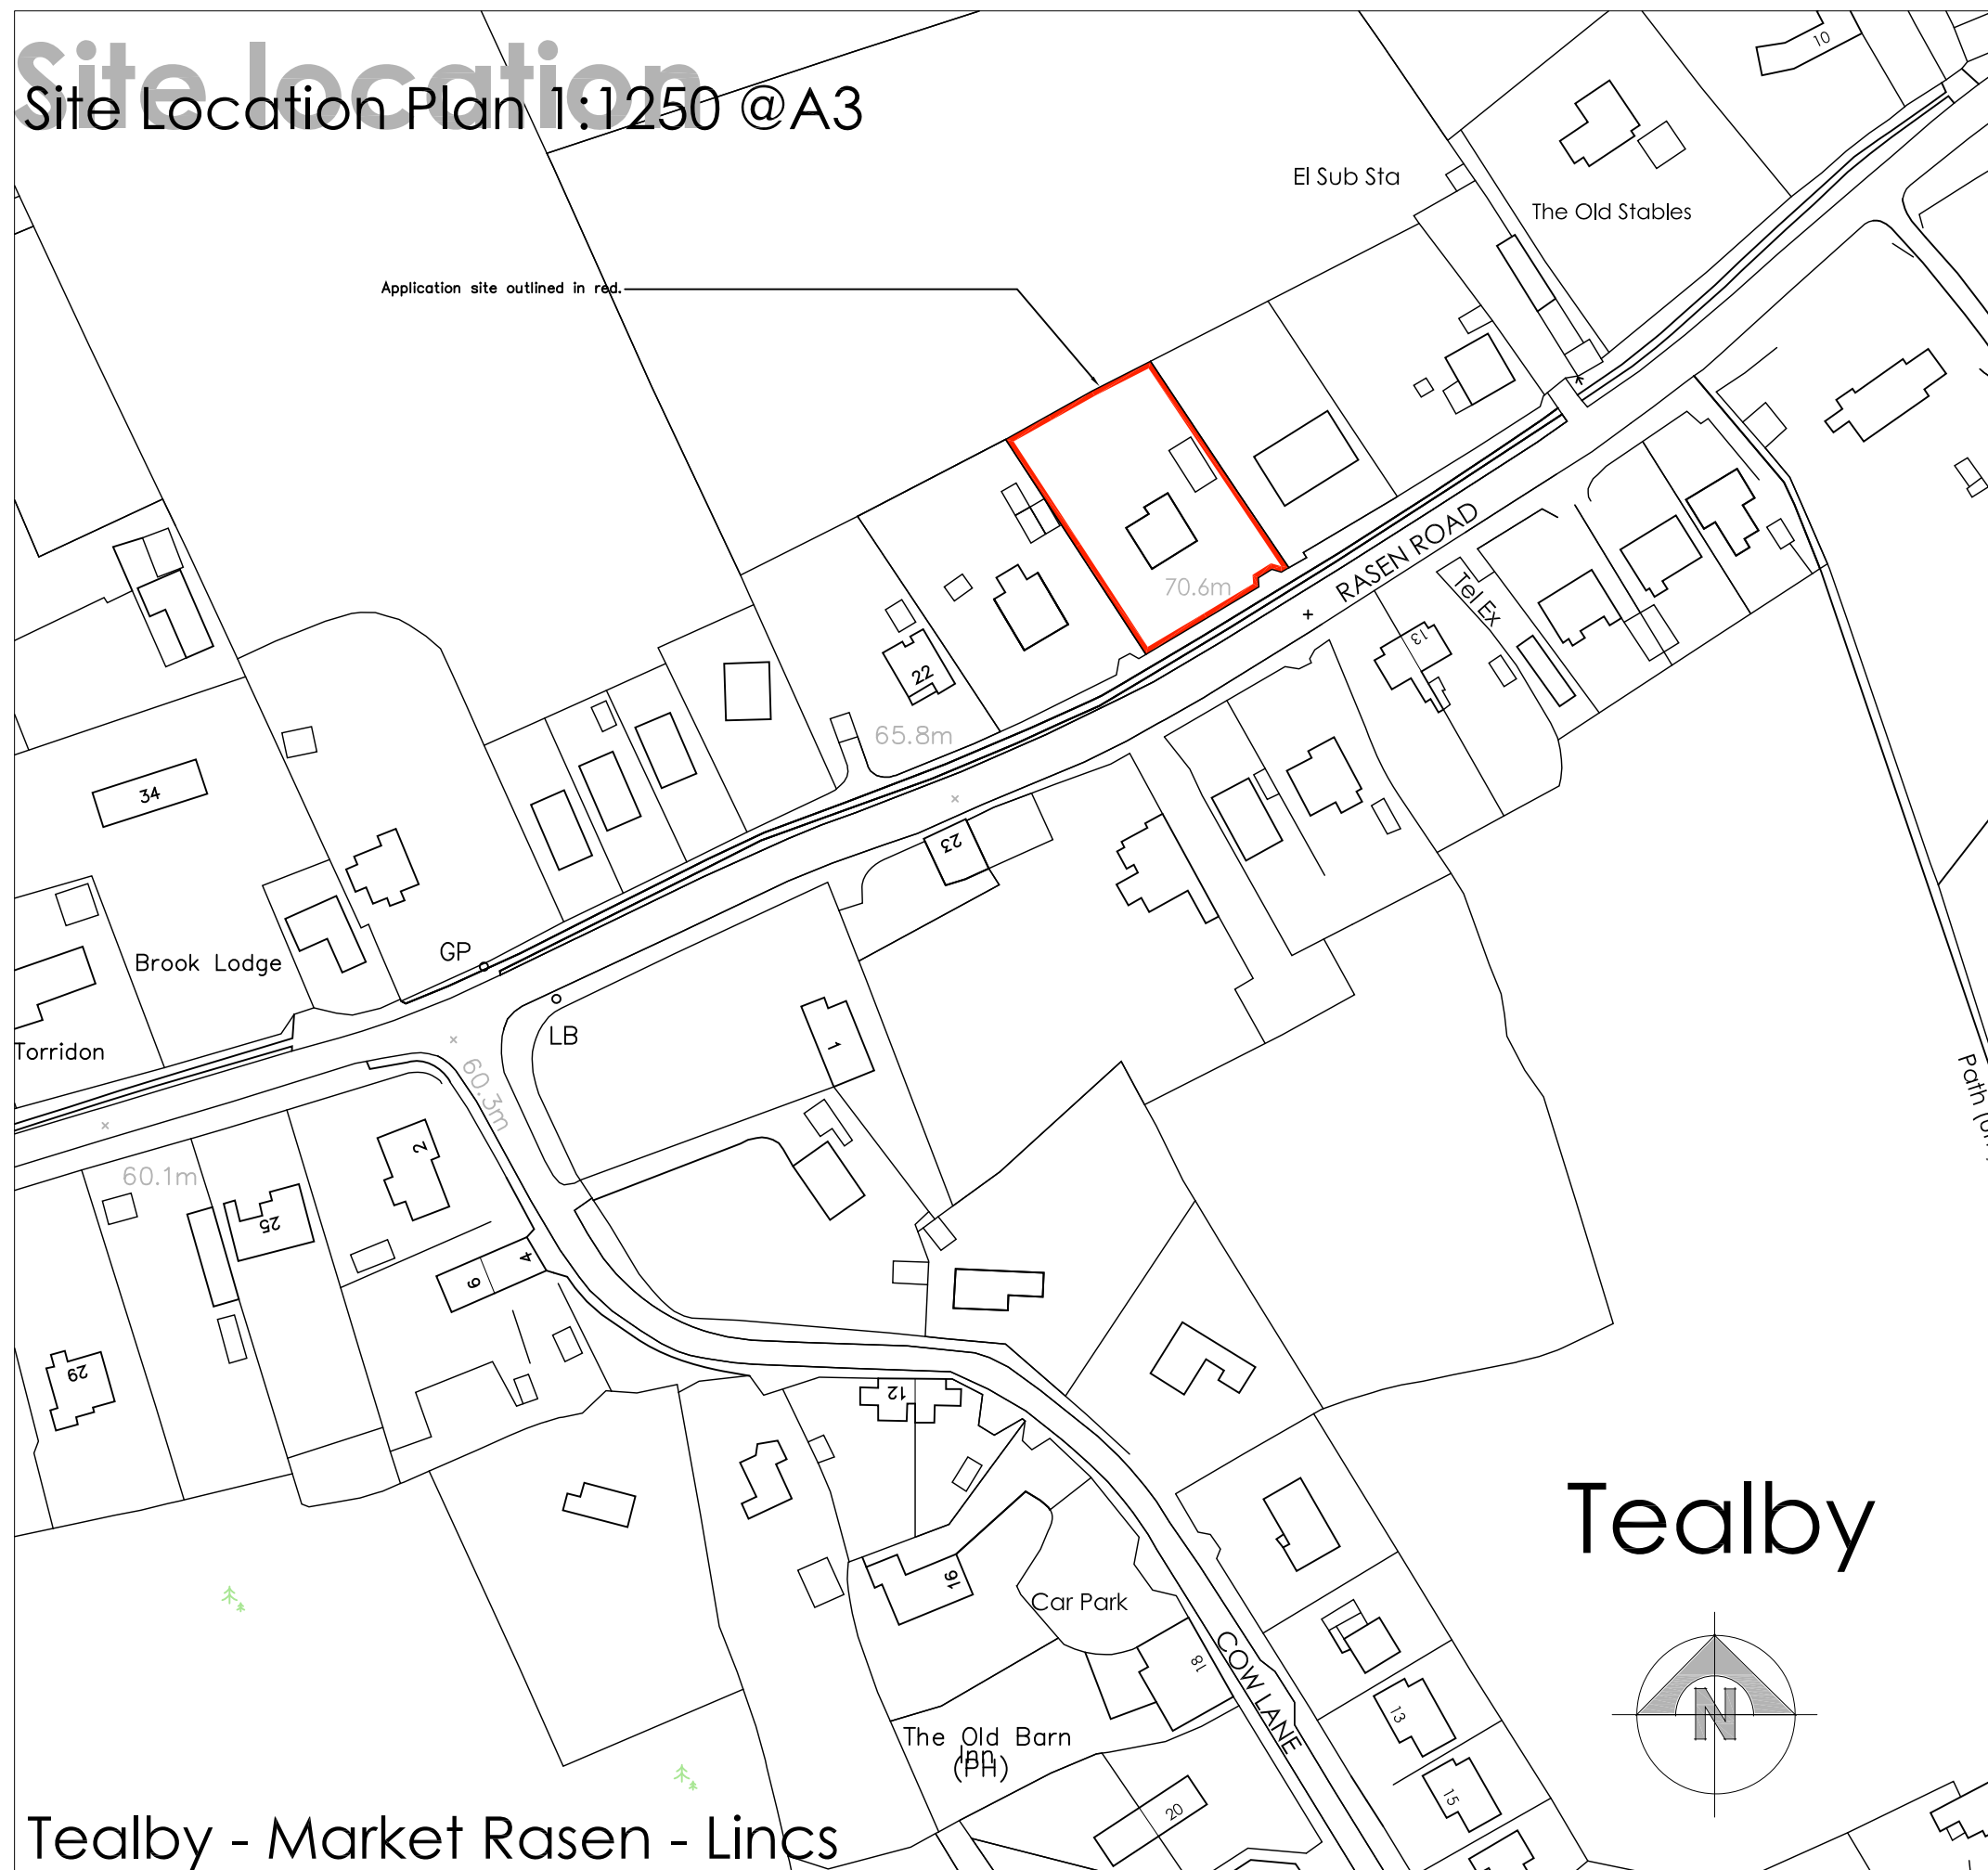 Site location
Site Location Plan 1:1250 @A3
10
El Sub Sta
The Old Stables
Application site outlined in red.
RASEN ROAD
70.6m
Tel Ex
13
22
65.8m
34
23
GP
Brook Lodge
LB
1
Torridon
60.3m
Path
2
60.1m
25
4
6
29
12
Tealby
16
Car Park
18
COW LANE
N
13
The Old Barn
Inn
(PH)
15
20
Tealby - Market Rasen - Lincs